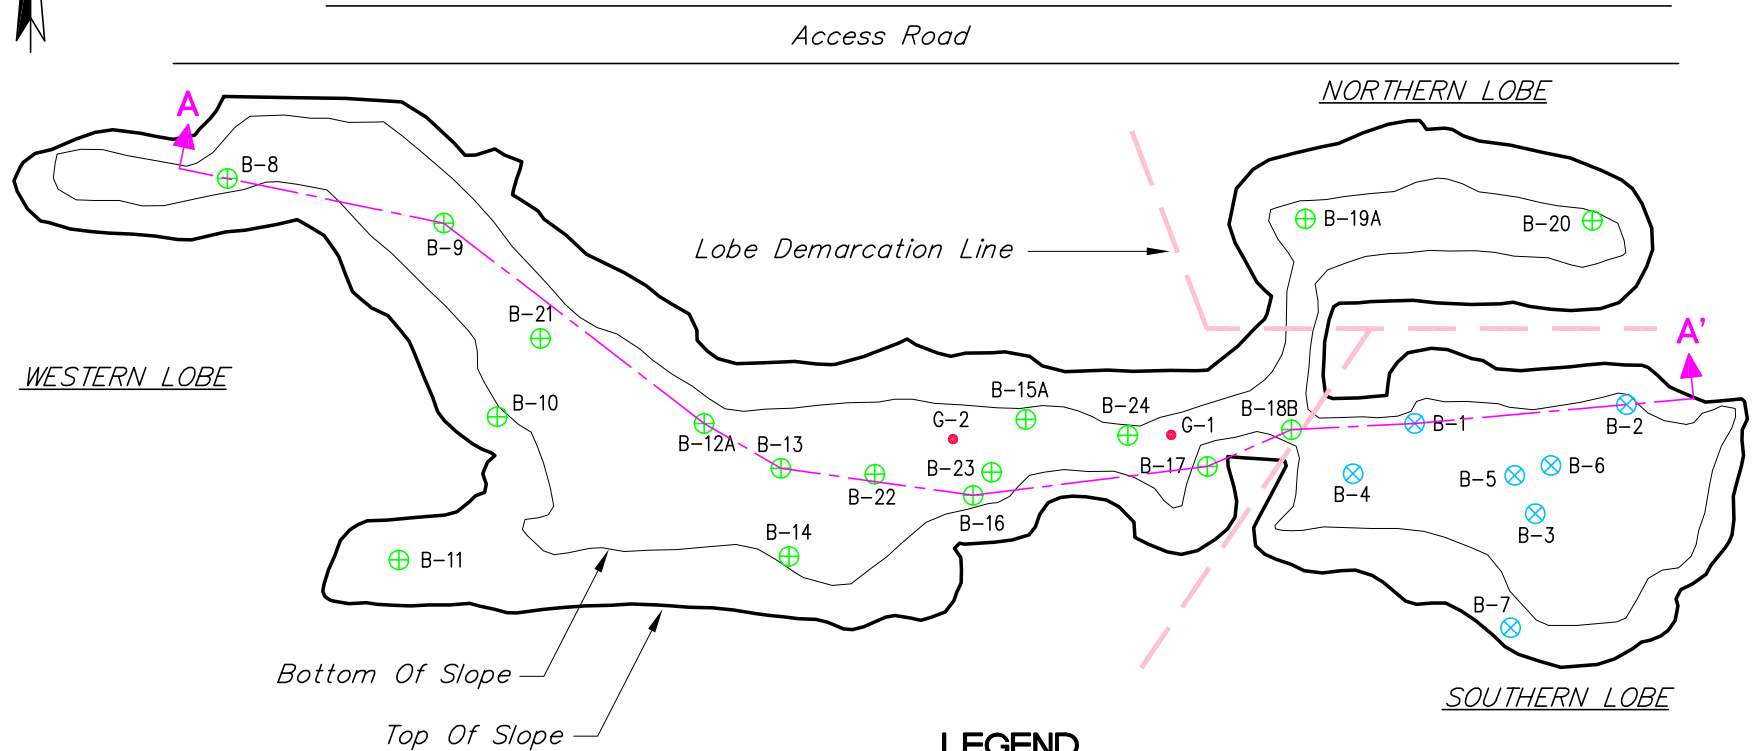 Access Road
NORTHERN LOBE
A
B-8
B-19A
B-20
B-9
Lobe Demarcation Line
B-21
A'
WESTERN LOBE
B-10
B-15A
B-24
B-18B
B-1
B-2
G-2
G-1
B-12A
B-13
B-23
B-17
B-22
B-4
B-5
B-6
B-16
B-3
B-14
B-11
B-7
Bottom Of Slope
SOUTHERN LOBE
Top Of Slope
LEGEND